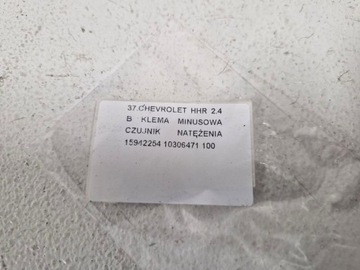 37.CHEVROLET HHR 2.4
B KLEMA MINUSOWA
CZUJNIK NATĘŻENIA
15942254 10306471 100